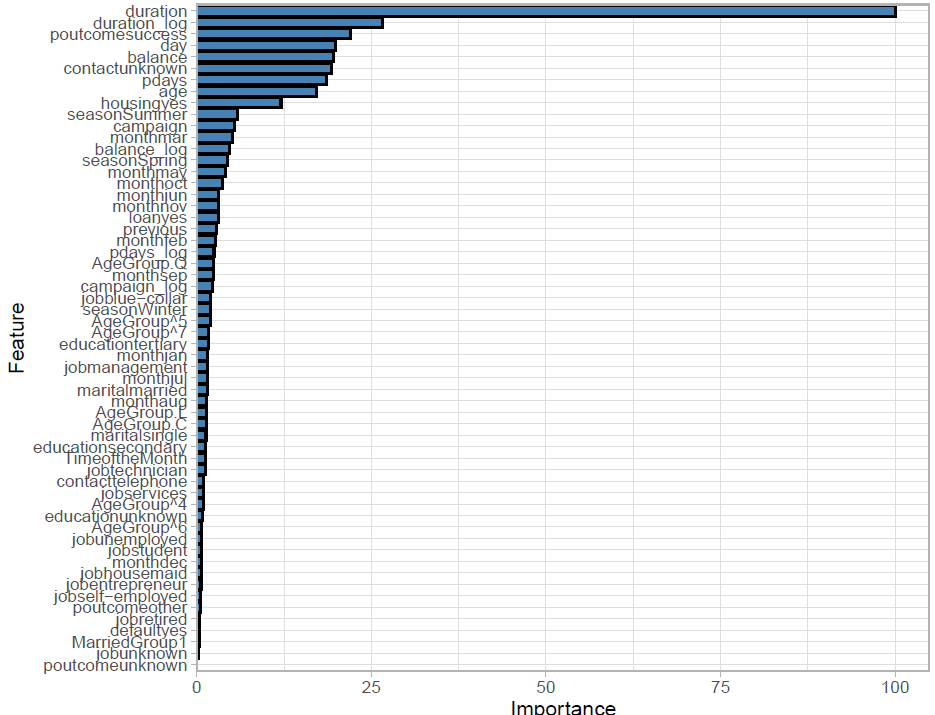 duration
duration_log
poutcomesuccess
day
balance
contactunknown
pdays
age
housingyes
seasonSummer
campaign
monthmar
balance_log
seasonSpring
monthmay
monthoct
monthjun
monthnov
loanyes
previous
monthfeb
pdays_log
AgeGroup.Q
monthsep
campaign_log
jobblue-collar
seasonWinter
AgeGroup^5
AgeGroup^7
educationtertiary
monthjan
jobmanagement
monthjul
maritalmarried
monthaug
AgeGroup.L
AgeGroup.C
maritalsingle
educationsecondary
TimeoftheMonth
jobtechnician
contacttelephone
jobservices
AgeGroup^4
educationunknown
AgeGroup^6
jobunemployed
jobstudent
monthdec
jobhousemaid
jobentrepreneur
jobself-employed
poutcomeother
jobretired
defaultyes
MarriedGroup1
jobunknown
poutcomeunknown
Feature
0 25 50 75 100
Importance